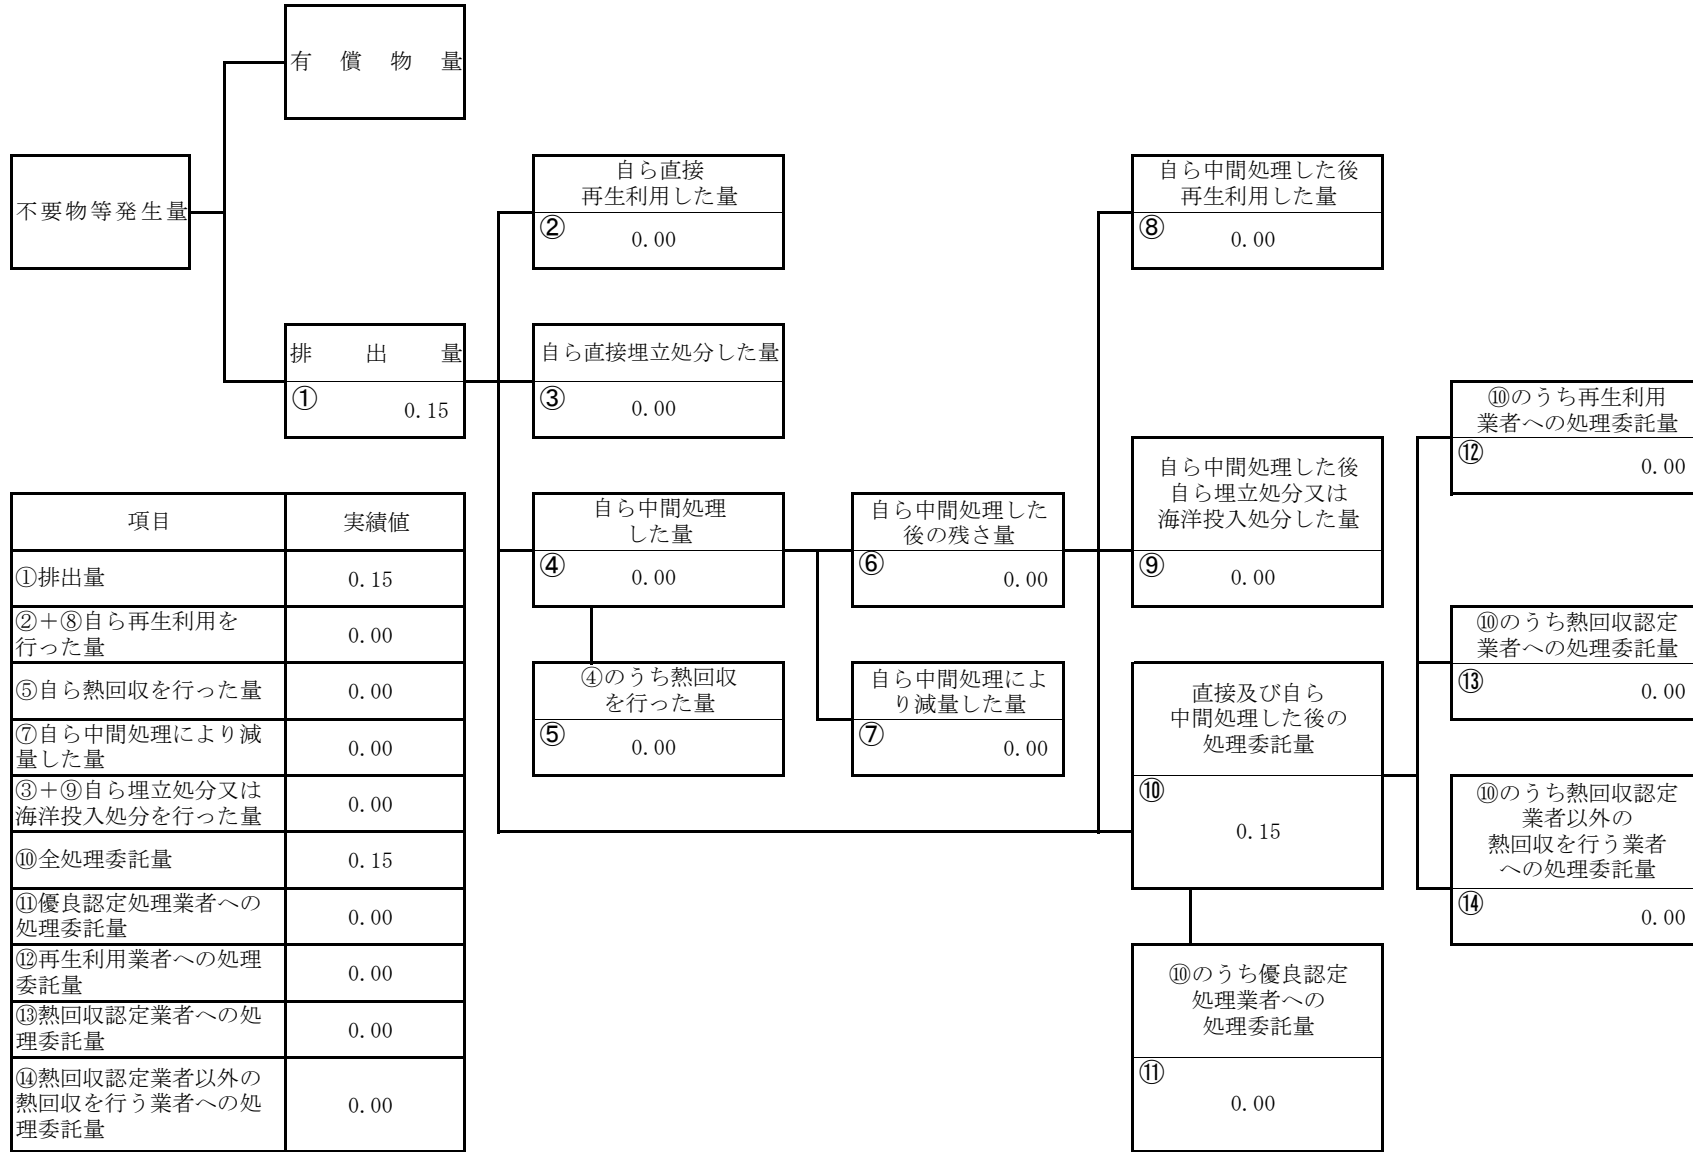 有償物量
不要物等発生量
自ら直接
再生利用した量
②
0.00
自ら中間処理した後
再生利用した量
⑧
0.00
排出量
①
0.15
自ら直接埋立処分した量
③
0.00
⑩のうち再生利用
業者への処理委託量
⑫
0.00
自ら中間処理した後
自ら埋立処分又は
海洋投入処分した量
⑨
0.00
自ら中間処理
した量
④
0.00
自ら中間処理した
後の残さ量
⑥
0.00
⑩のうち熱回収認定
業者への処理委託量
⑬
0.00
④のうち熱回収
を行った量
⑤
0.00
自ら中間処理によ
り減量した量
⑦
0.00
直接及び自ら
中間処理した後の
処理委託量
⑩
0.15
⑩のうち熱回収認定
業者以外の
熱回収を行う業者
への処理委託量
⑭
0.00
⑩のうち優良認定
処理業者への
処理委託量
⑪
0.00
項目 実績値
①排出量 0.15
②＋⑧自ら再生利用を
行った量 0.00
⑤自ら熱回収を行った量 0.00
⑦自ら中間処理により減
量した量 0.00
③＋⑨自ら埋立処分又は
海洋投入処分を行った量 0.00
⑩全処理委託量 0.15
⑪優良認定処理業者への
処理委託量 0.00
⑫再生利用業者への処理
委託量 0.00
⑬熱回収認定業者への処
理委託量 0.00
⑭熱回収認定業者以外の
熱回収を行う業者への処
理委託量 0.00